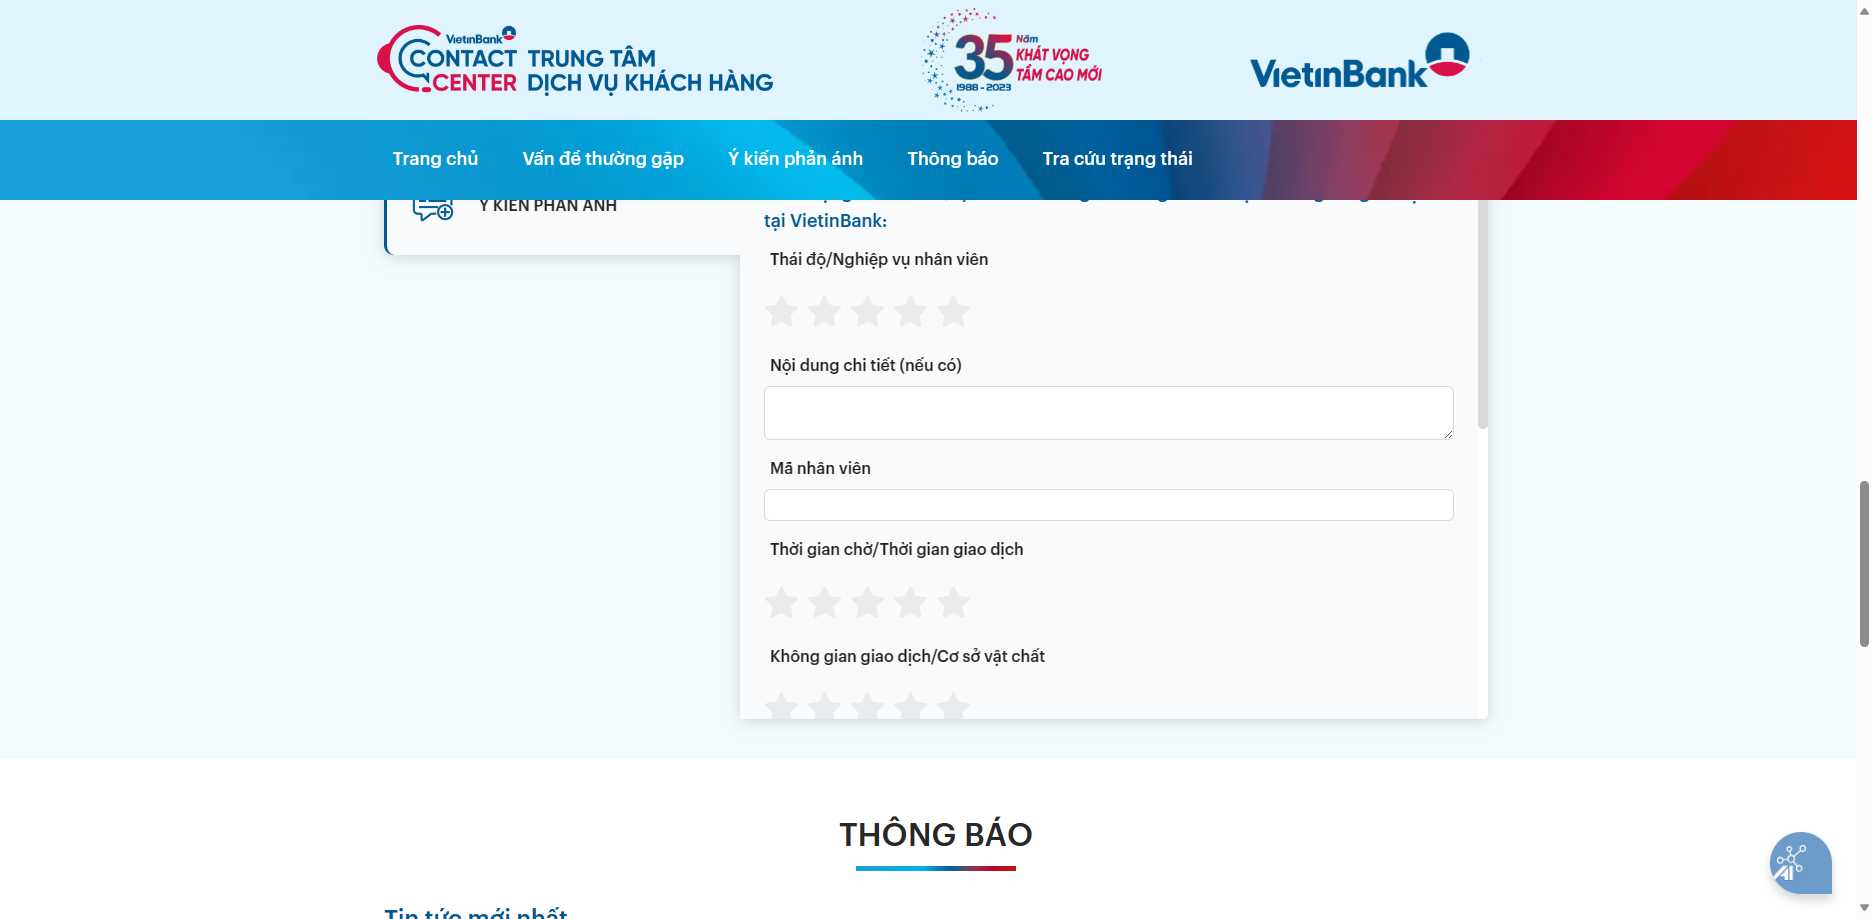 VietinBank
CONTACT
CENTER
TRUNG TÂM
DỊCH VỤ KHÁCH HÀNG
35 Năm
KHÁT VỌNG
TẦM CAO MỚI
1988 - 2023
VietinBank
Trang chủ
Vấn đề thường gặp
Ý kiến phản ánh
Thông báo
Tra cứu trạng thái
Ý KIẾN PHẢN ÁNH
tại VietinBank:
Thái độ/Nghiệp vụ nhân viên
Nội dung chi tiết (nếu có)
Mã nhân viên
Thời gian chờ/Thời gian giao dịch
Không gian giao dịch/Cơ sở vật chất
THÔNG BÁO
Tin tức mới nhất
AI